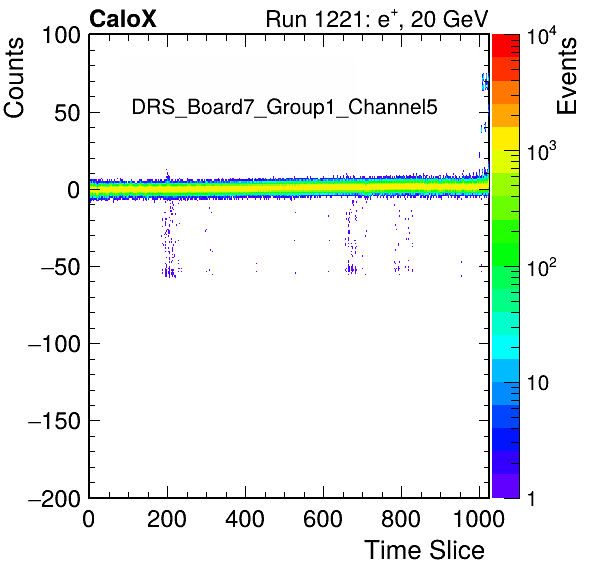 CaloX Run 1221: e⁺, 20 GeV
Counts
Events
DRS_Board7_Group1_Channel5
100
50
0
−50
−100
−150
−200
0 200 400 600 800 1000
Time Slice
10⁴
10³
10²
10
1